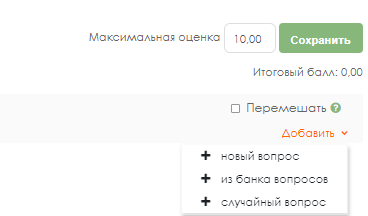 Максимальная оценка 10,00 Сохранить
Итоговый балл: 0,00
Перемешать ?
Добавить
+ новый вопрос
+ из банка вопросов
+ случайный вопрос